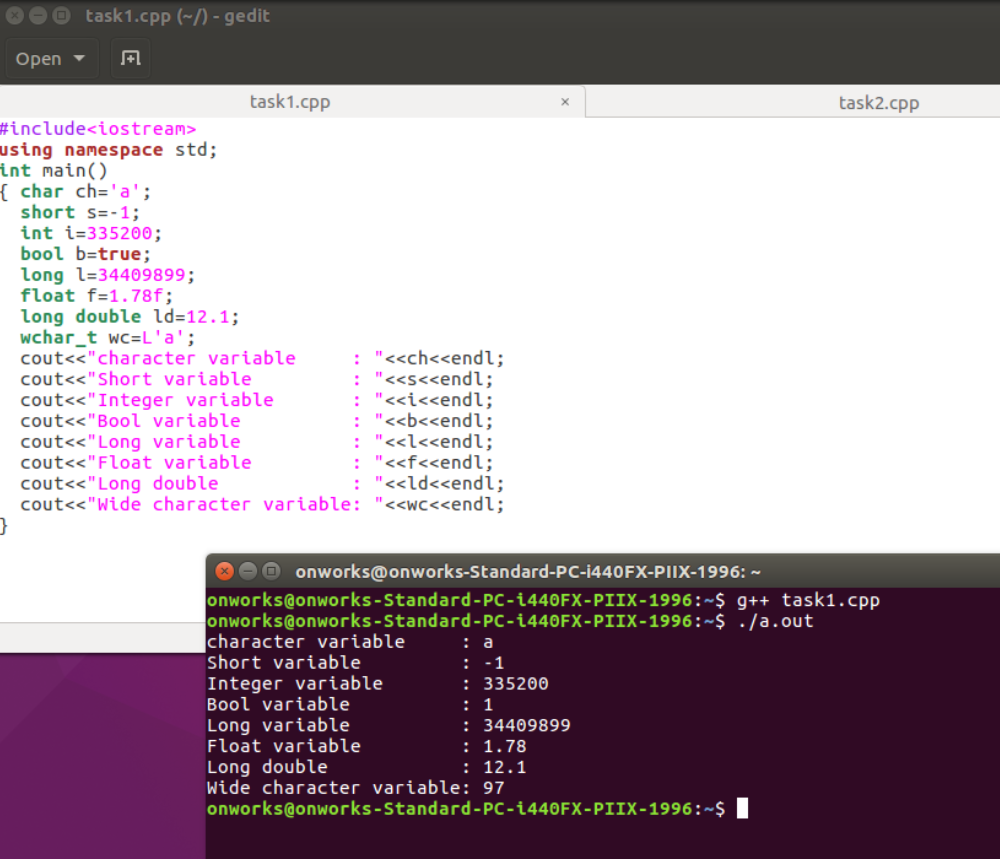 task1.cpp (~/) - gedit
Open
task1.cpp × task2.cpp
#include<iostream>
using namespace std;
int main()
{ char ch='a';
  short s=-1;
  int i=335200;
  bool b=true;
  long l=34409899;
  float f=1.78f;
  long double ld=12.1;
  wchar_t wc=L'a';
  cout<<"character variable     : "<<ch<<endl;
  cout<<"Short variable         : "<<s<<endl;
  cout<<"Integer variable       : "<<i<<endl;
  cout<<"Bool variable          : "<<b<<endl;
  cout<<"Long variable          : "<<l<<endl;
  cout<<"Float variable         : "<<f<<endl;
  cout<<"Long double            : "<<ld<<endl;
  cout<<"Wide character variable: "<<wc<<endl;
}
onworks@onworks-Standard-PC-i440FX-PIIX-1996: ~
onworks@onworks-Standard-PC-i440FX-PIIX-1996:~$ g++ task1.cpp
onworks@onworks-Standard-PC-i440FX-PIIX-1996:~$ ./a.out
character variable     : a
Short variable         : -1
Integer variable       : 335200
Bool variable          : 1
Long variable          : 34409899
Float variable         : 1.78
Long double            : 12.1
Wide character variable: 97
onworks@onworks-Standard-PC-i440FX-PIIX-1996:~$